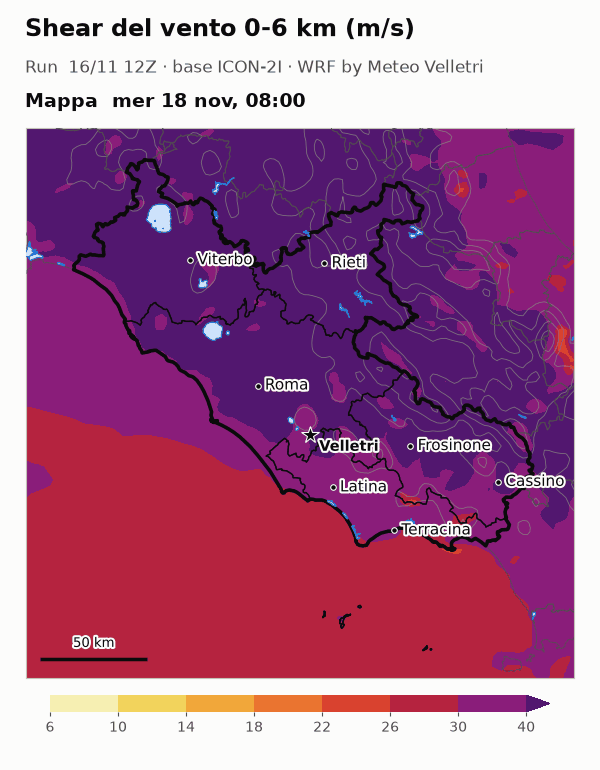 Shear del vento 0-6 km (m/s)
Run  16/11 12Z · base ICON-2I · WRF by Meteo Velletri
Mappa  mer 18 nov, 08:00
Viterbo
Rieti
Roma
Velletri
Frosinone
Latina
Cassino
Terracina
50 km
6 10 14 18 22 26 30 40